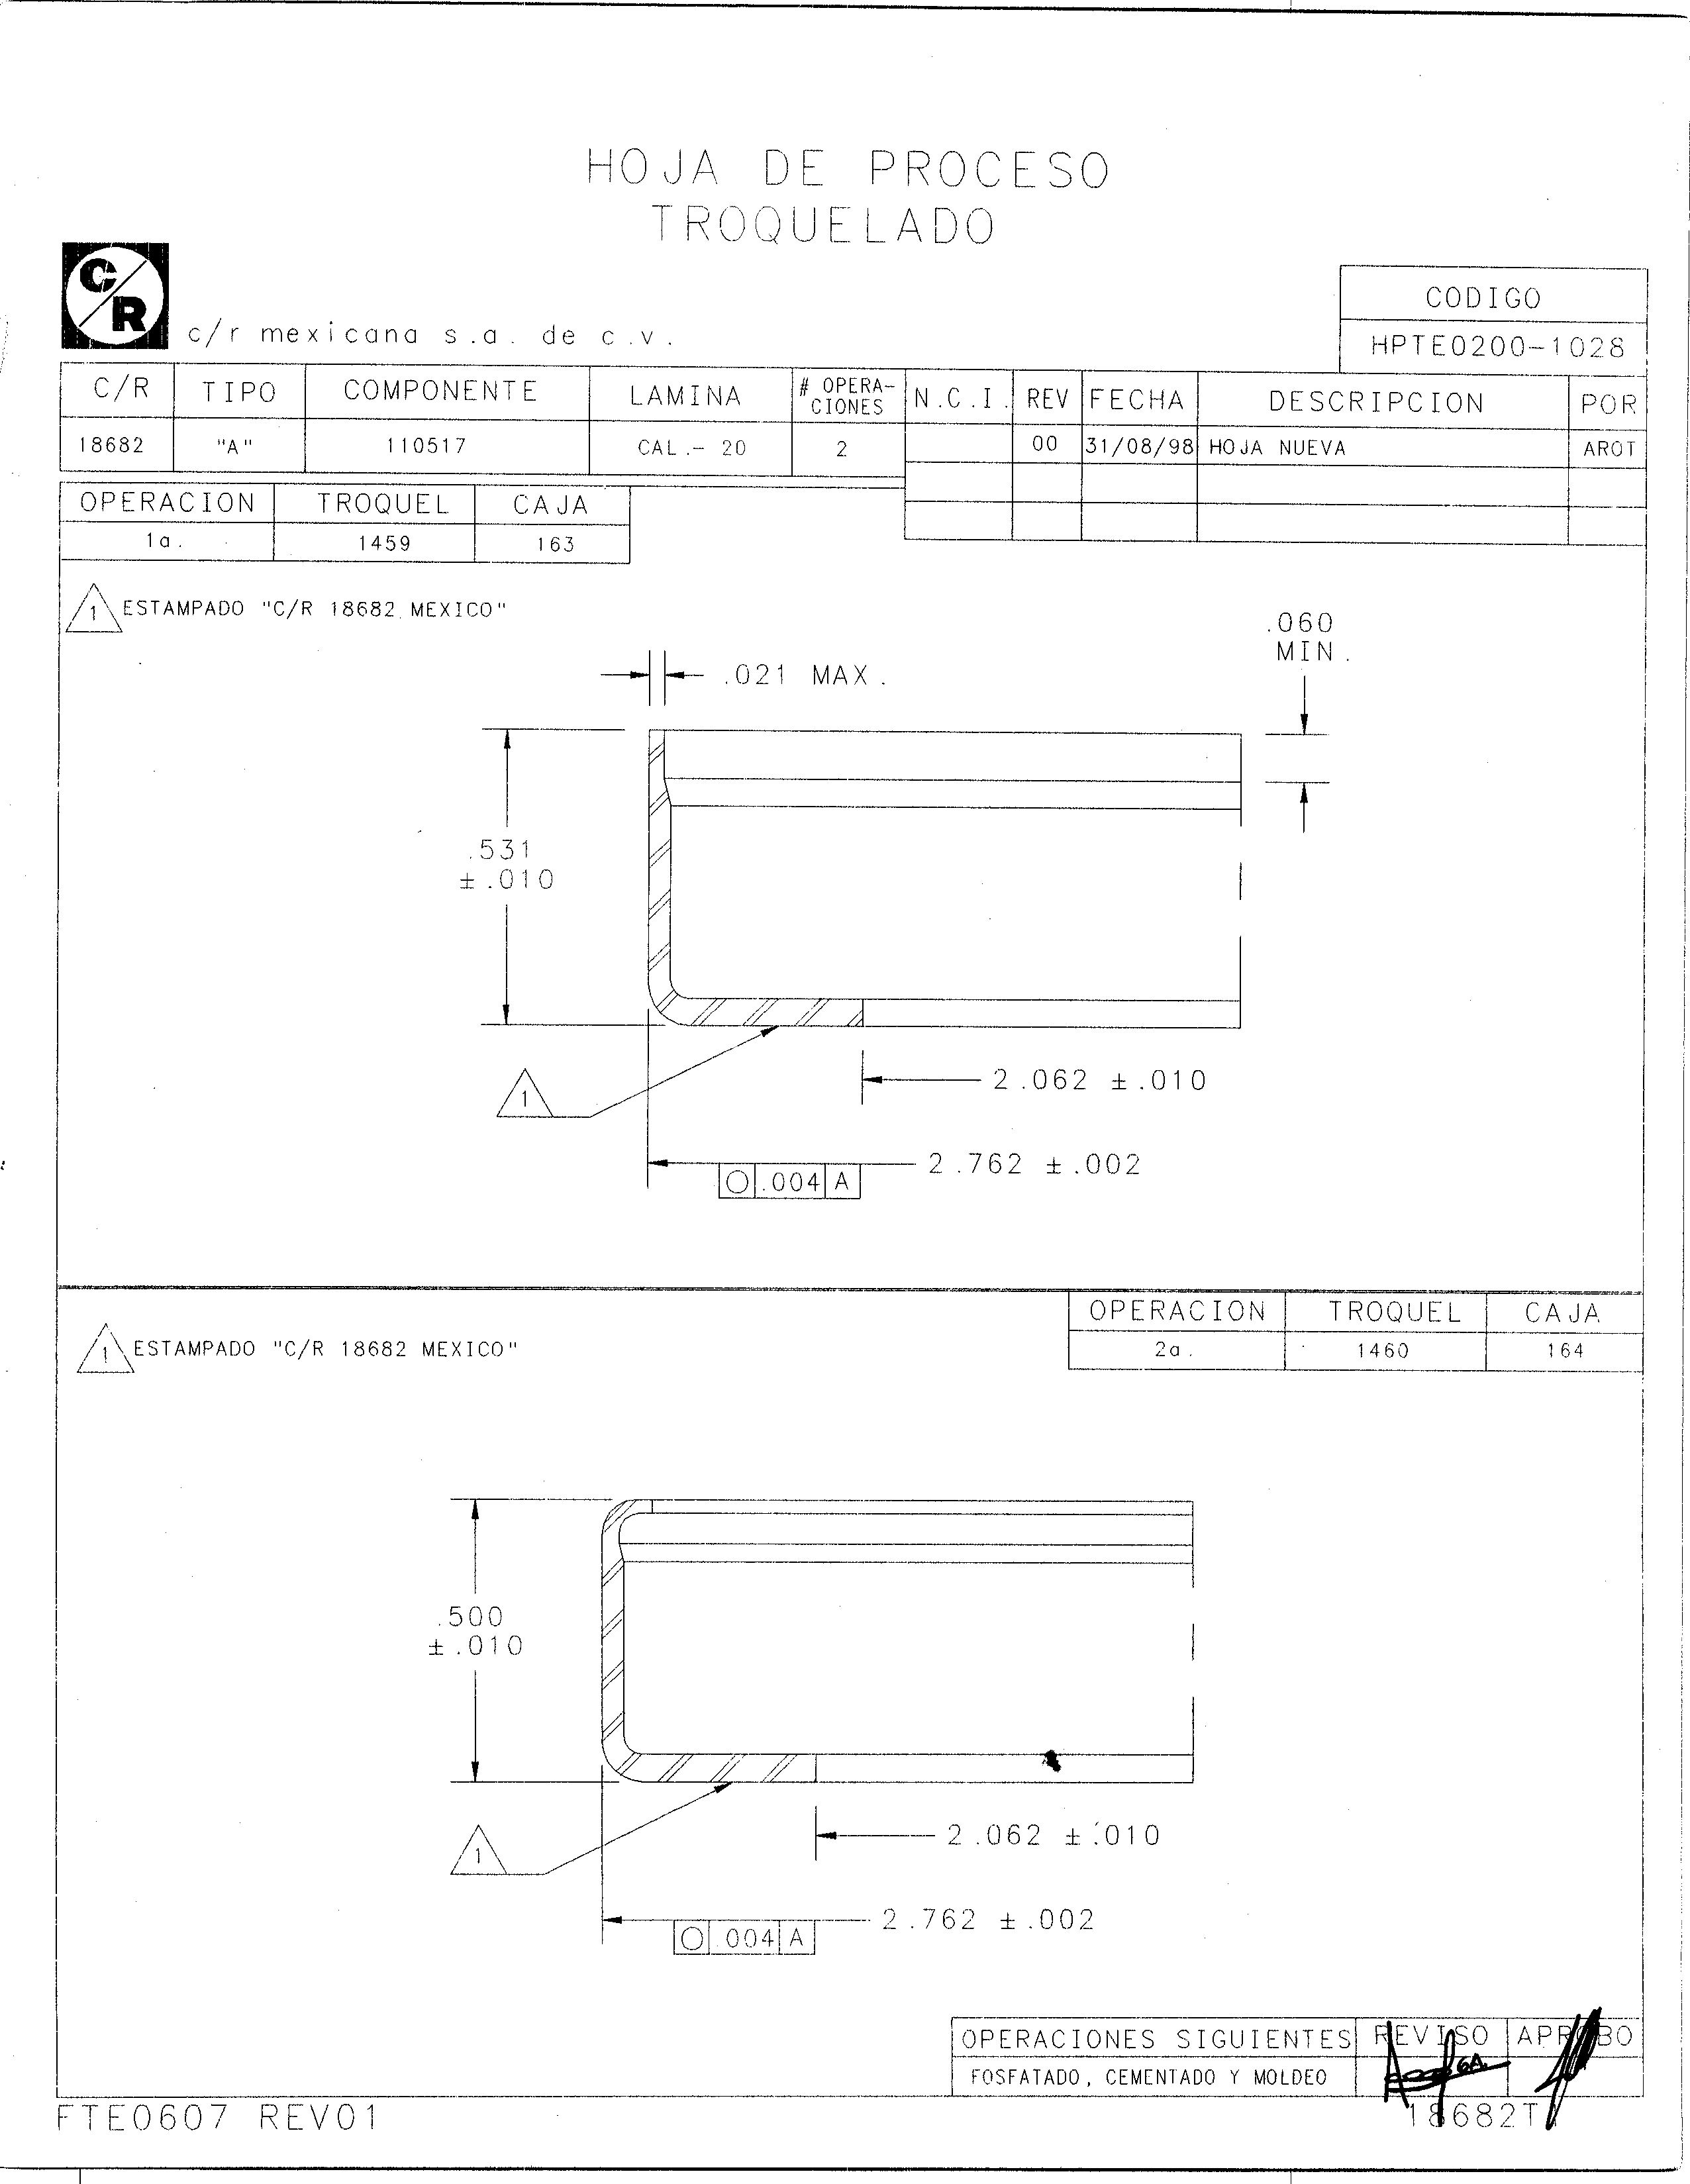 HOJA DE PROCESO
TROQUELADO
C/R
c/r mexicana s.a. de c.v.
CODIGO
HPTE0200-1028
C/R TIPO COMPONENTE LAMINA # OPERA-CIONES N.C.I. REV FECHA DESCRIPCION POR
18682 "A" 110517 CAL.- 20 2 00 31/08/98 HOJA NUEVA AROT
OPERACION TROQUEL CAJA
1a. 1459 163
1 ESTAMPADO "C/R 18682 MEXICO"
.060
MIN.
.021 MAX.
.531
±.010
1
2.062 ±.010
2.762 ±.002
.004 A
OPERACION TROQUEL CAJA
2a. 1460 164
1 ESTAMPADO "C/R 18682 MEXICO"
.500
±.010
1
2.062 ±.010
2.762 ±.002
.004 A
OPERACIONES SIGUIENTES REVISO APROBO
FOSFATADO, CEMENTADO Y MOLDEO
FTE0607 REV01